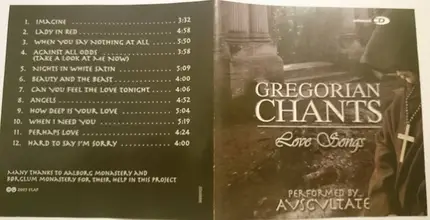 1. IMAGINE 3:32
2. LADY IN RED 4:58
3. WHEN YOU SAY NOTHING AT ALL 5:50
4. AGAINST ALL ODDS 3:58
(TAKE A LOOK AT ME NOW)
5. NIGHTS IN WHITE SATIN 5:09
6. BEAUTY AND THE BEAST 4:00
7. CAN YOU FEEL THE LOVE TONIGHT 4:06
8. ANGELS 4:52
9. HOW DEEP IS YOUR LOVE 5:04
10. WHEN I NEED YOU 5:19
11. PERHAPS LOVE 4:24
12. HARD TO SAY I'M SORRY 4:00
MANY THANKS TO AALBORG MONASTERY AND
BØRGLUM MONASTERY FOR, THEIR, HELP IN THIS PROJECT
EASY PLAY
GREGORIAN
CHANTS
Love Songs
PERFORMED BY
AVSCVLTATE